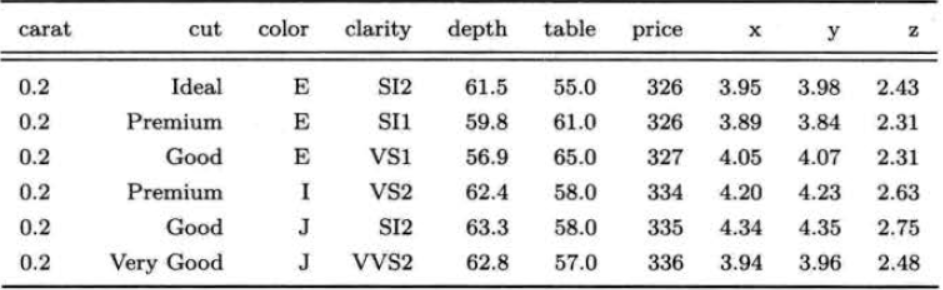 carat cut color clarity depth table price x y z
0.2 Ideal E SI2 61.5 55.0 326 3.95 3.98 2.43
0.2 Premium E SI1 59.8 61.0 326 3.89 3.84 2.31
0.2 Good E VS1 56.9 65.0 327 4.05 4.07 2.31
0.2 Premium I VS2 62.4 58.0 334 4.20 4.23 2.63
0.2 Good J SI2 63.3 58.0 335 4.34 4.35 2.75
0.2 Very Good J VVS2 62.8 57.0 336 3.94 3.96 2.48